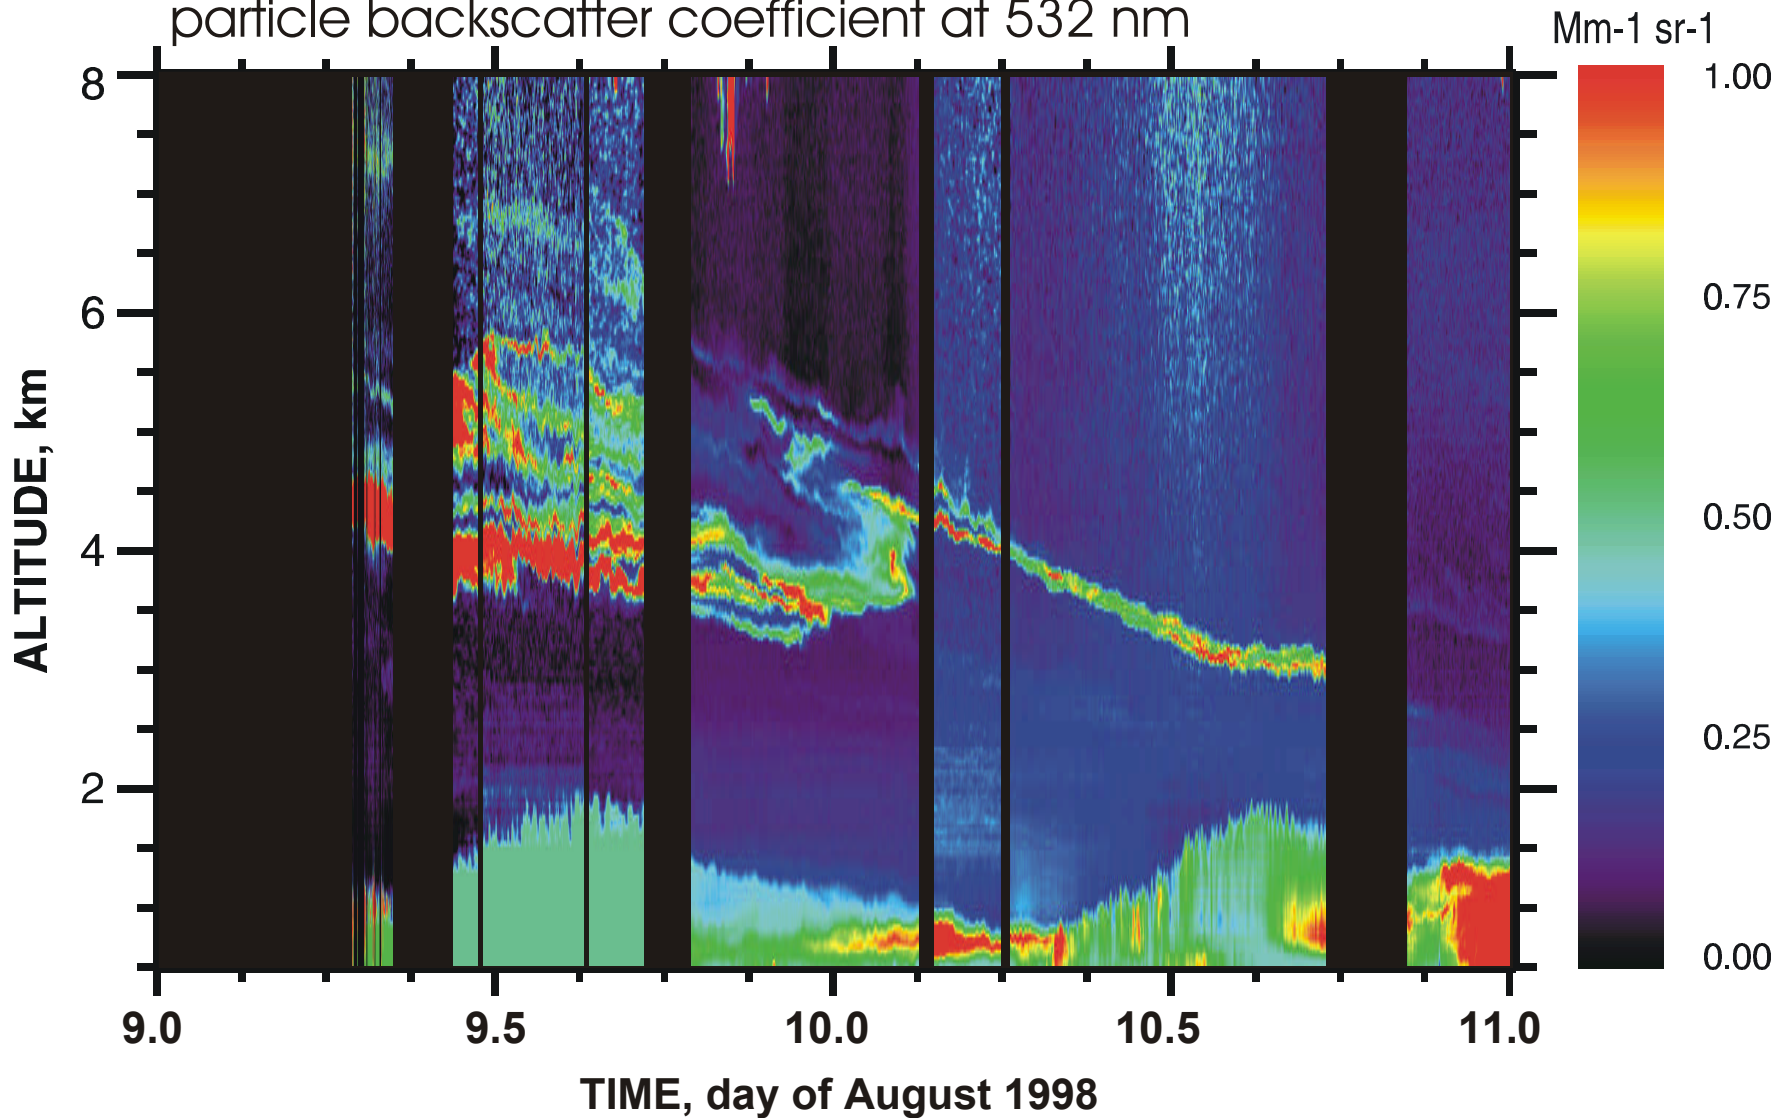 particle backscatter coefficient at 532 nm
Mm-1 sr-1
8
6
4
2
ALTITUDE, km
1.00
0.75
0.50
0.25
0.00
9.0 9.5 10.0 10.5 11.0
TIME, day of August 1998